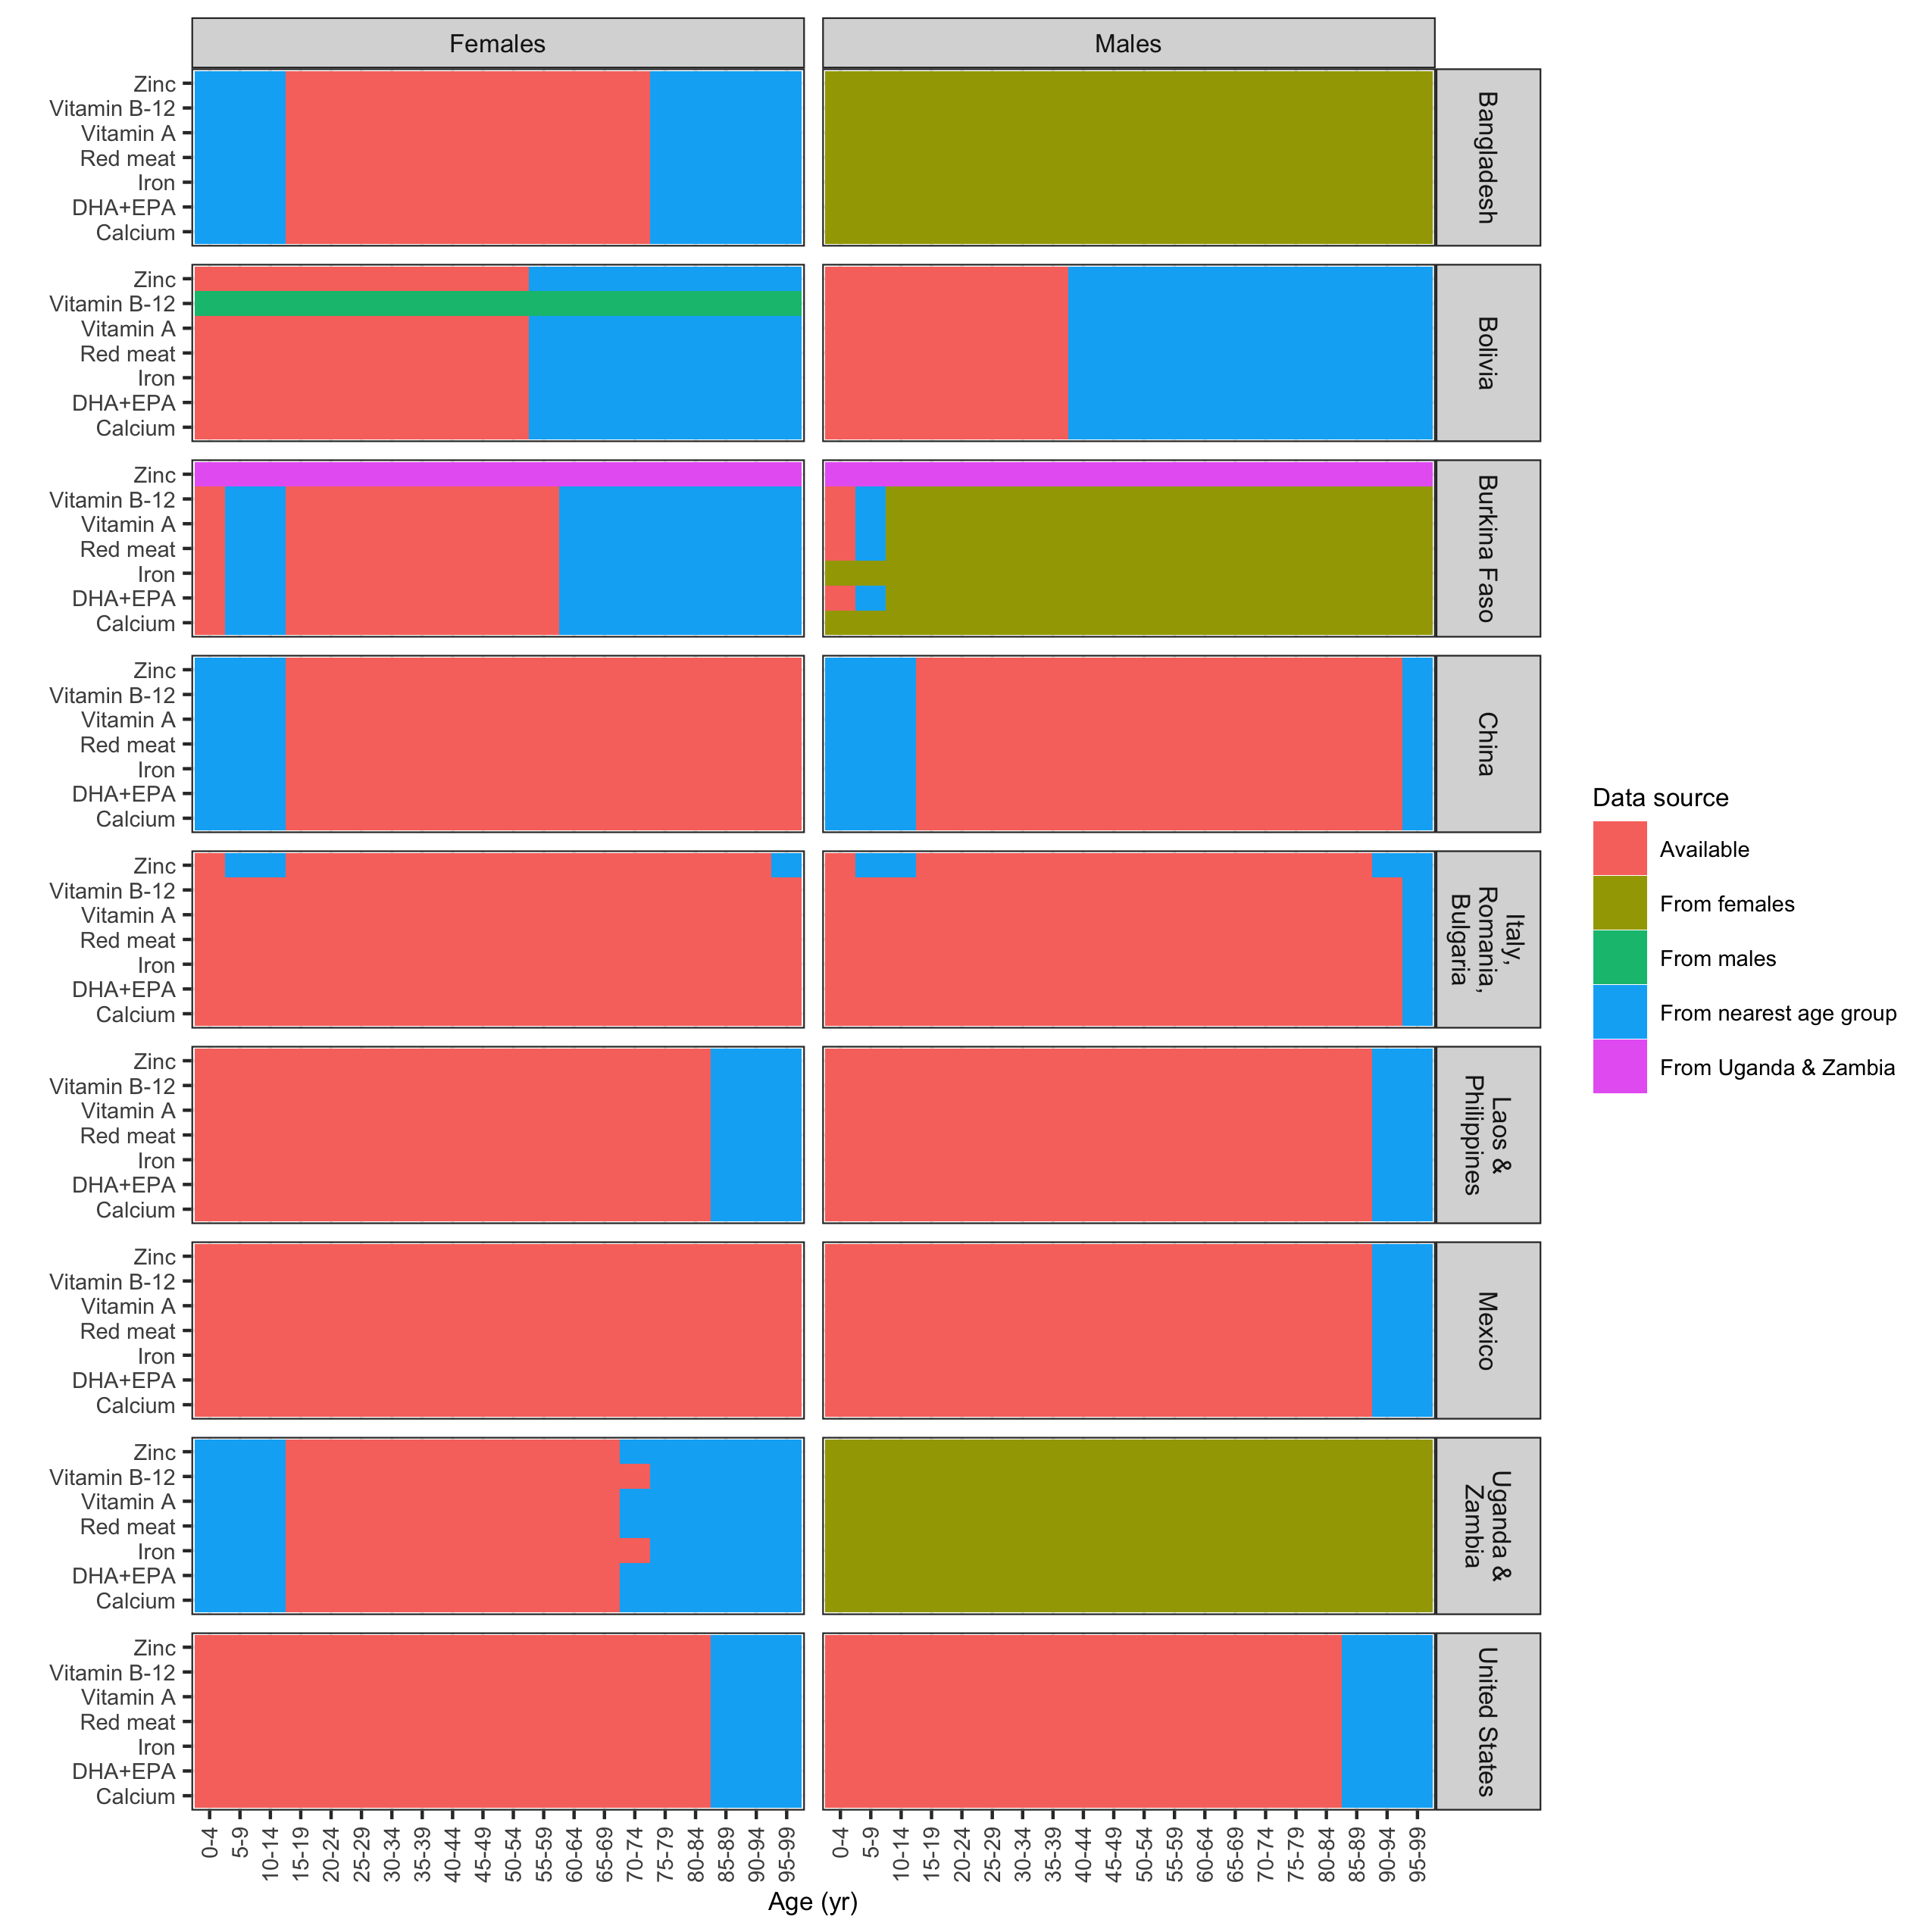 Females
Males
Zinc
Vitamin B-12
Vitamin A
Red meat
Iron
DHA+EPA
Calcium
Bangladesh
Zinc
Vitamin B-12
Vitamin A
Red meat
Iron
DHA+EPA
Calcium
Bolivia
Zinc
Vitamin B-12
Vitamin A
Red meat
Iron
DHA+EPA
Calcium
Burkina Faso
Zinc
Vitamin B-12
Vitamin A
Red meat
Iron
DHA+EPA
Calcium
China
Zinc
Vitamin B-12
Vitamin A
Red meat
Iron
DHA+EPA
Calcium
Italy,
Romania,
Bulgaria
Zinc
Vitamin B-12
Vitamin A
Red meat
Iron
DHA+EPA
Calcium
Laos &
Philippines
Zinc
Vitamin B-12
Vitamin A
Red meat
Iron
DHA+EPA
Calcium
Mexico
Zinc
Vitamin B-12
Vitamin A
Red meat
Iron
DHA+EPA
Calcium
Uganda &
Zambia
Zinc
Vitamin B-12
Vitamin A
Red meat
Iron
DHA+EPA
Calcium
United States
0-4
5-9
10-14
15-19
20-24
25-29
30-34
35-39
40-444
45-49
50-54
55-59
60-64
65-69
70-74
75-79
80-84
85-89
90-94
95-99
0-4
5-9
10-14
15-19
20-24
25-29
30-34
35-39
40-444
45-49
50-54
55-59
60-64
65-69
70-74
75-79
80-84
85-89
90-94
95-99
Age (yr)
Data source
Available
From females
From males
From nearest age group
From Uganda & Zambia